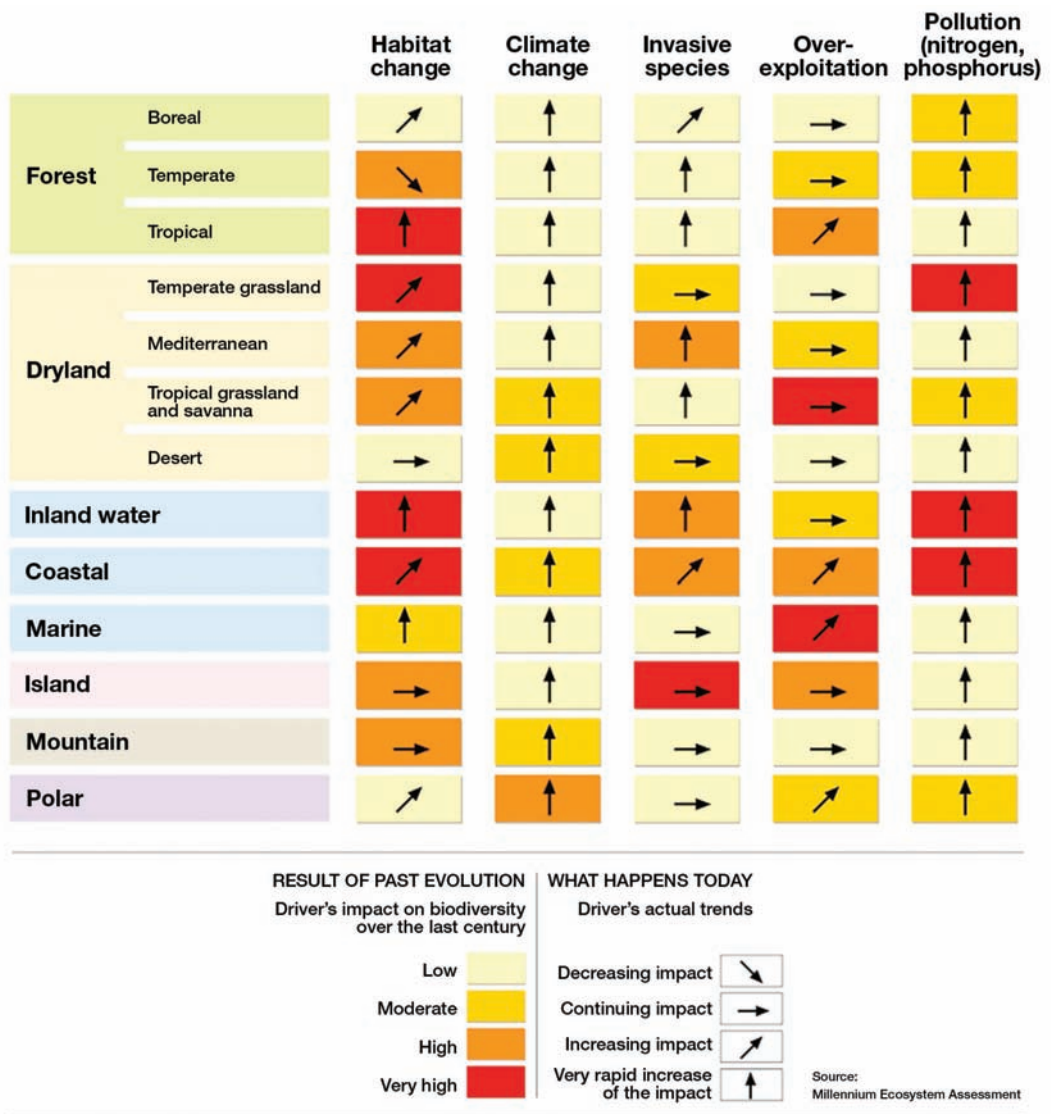 Habitat
change
Climate
change
Invasive
species
Over-
exploitation
Pollution
(nitrogen,
phosphorus)
Forest
Boreal
Temperate
Tropical
Dryland
Temperate grassland
Mediterranean
Tropical grassland
and savanna
Desert
Inland water
Coastal
Marine
Island
Mountain
Polar
RESULT OF PAST EVOLUTION
Driver's impact on biodiversity
over the last century
Low
Moderate
High
Very high
WHAT HAPPENS TODAY
Driver's actual trends
Decreasing impact
Continuing impact
Increasing impact
Very rapid increase
of the impact
Source:
Millennium Ecosystem Assessment